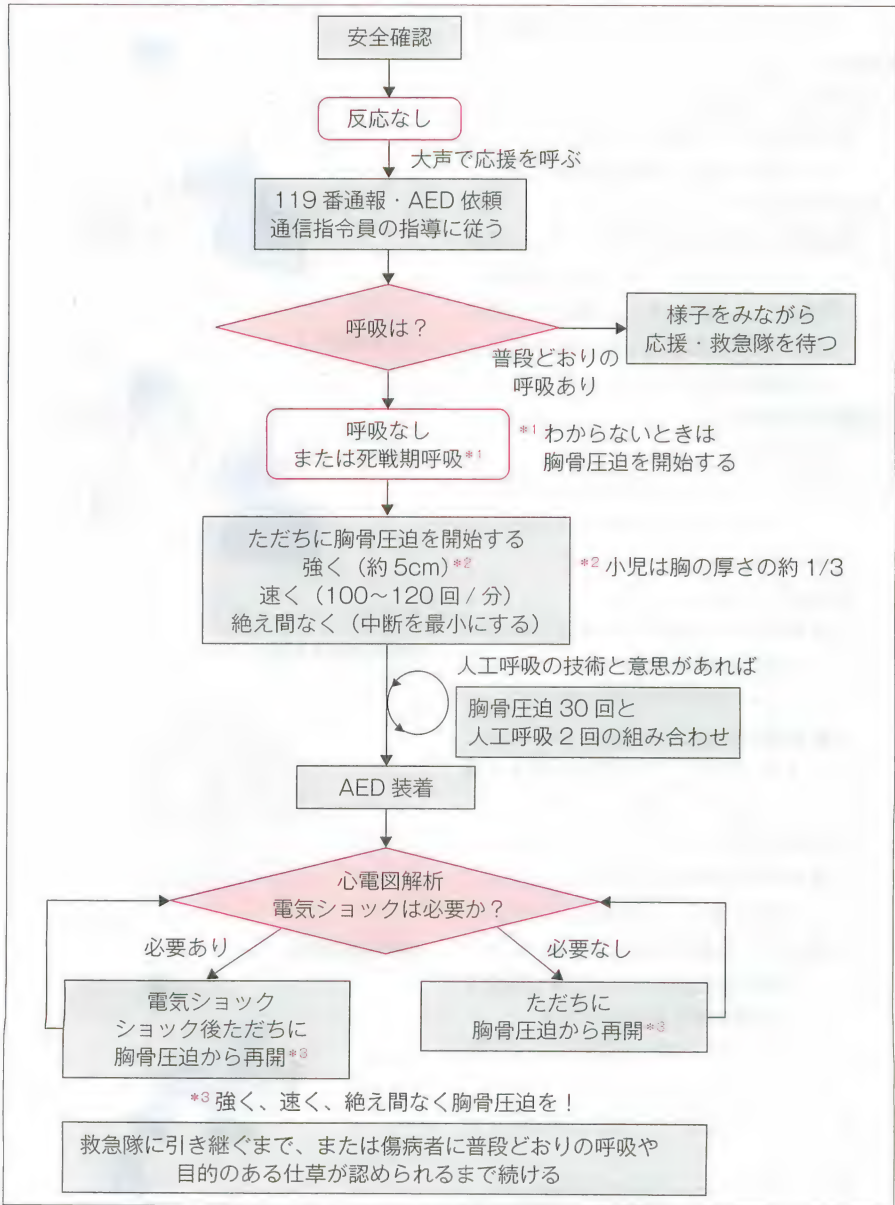 安全確認
反応なし
大声で応援を呼ぶ
119番通報・AED依頼
通信指令員の指導に従う
呼吸は?
様子をみながら
応援・救急隊を待つ
普段どおりの
呼吸あり
呼吸なし
または死戦期呼吸*1
*1 わからないときは
胸骨圧迫を開始する
ただちに胸骨圧迫を開始する
強く(約5cm)*2
速く(100〜120回/分)
絶え間なく(中断を最小にする)
*2 小児は胸の厚さの約1/3
人工呼吸の技術と意思があれば
胸骨圧迫30回と
人工呼吸2回の組み合わせ
AED装着
心電図解析
電気ショックは必要か?
必要あり
必要なし
電気ショック
ショック後ただちに
胸骨圧迫から再開*3
ただちに
胸骨圧迫から再開*3
*3 強く、速く、絶え間なく胸骨圧迫を!
救急隊に引き継ぐまで、または傷病者に普段どおりの呼吸や
目的のある仕草が認められるまで続ける